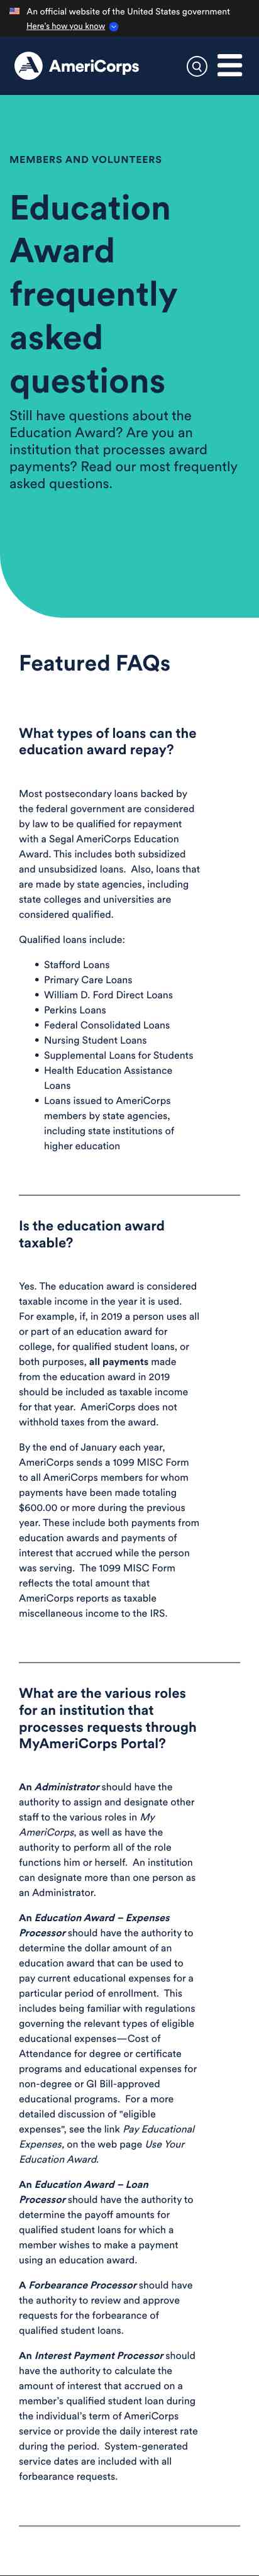 An official website of the United States government
Here's how you know
AmeriCorps
MEMBERS AND VOLUNTEERS
Education
Award
frequently
asked
questions
Still have questions about the
Education Award? Are you an
institution that processes award
payments? Read our most frequently
asked questions.
Featured FAQs
What types of loans can the
education award repay?
Most postsecondary loans backed by
the federal government are considered
by law to be qualified for repayment
with a Segal AmeriCorps Education
Award. This includes both subsidized
and unsubsidized loans.  Also, loans that
are made by state agencies, including
state colleges and universities are
considered qualified.
Qualified loans include:
• Stafford Loans
• Primary Care Loans
• William D. Ford Direct Loans
• Perkins Loans
• Federal Consolidated Loans
• Nursing Student Loans
• Supplemental Loans for Students
• Health Education Assistance
Loans
• Loans issued to AmeriCorps
members by state agencies,
including state institutions of
higher education
Is the education award
taxable?
Yes. The education award is considered
taxable income in the year it is used.
For example, if, in 2019 a person uses all
or part of an education award for
college, for qualified student loans, or
both purposes, all payments made
from the education award in 2019
should be included as taxable income
for that year.  AmeriCorps does not
withhold taxes from the award.
By the end of January each year,
AmeriCorps sends a 1099 MISC Form
to all AmeriCorps members for whom
payments have been made totaling
$600.00 or more during the previous
year. These include both payments from
education awards and payments of
interest that accrued while the person
was serving.  The 1099 MISC Form
reflects the total amount that
AmeriCorps reports as taxable
miscellaneous income to the IRS.
What are the various roles
for an institution that
processes requests through
MyAmeriCorps Portal?
An Administrator should have the
authority to assign and designate other
staff to the various roles in My
AmeriCorps, as well as have the
authority to perform all of the role
functions him or herself.  An institution
can designate more than one person as
an Administrator.
An Education Award – Expenses
Processor should have the authority to
determine the dollar amount of an
education award that can be used to
pay current educational expenses for a
particular period of enrollment.  This
includes being familiar with regulations
governing the relevant types of eligible
educational expenses—Cost of
Attendance for degree or certificate
programs and educational expenses for
non-degree or GI Bill-approved
educational programs.  For a more
detailed discussion of "eligible
expenses", see the link Pay Educational
Expenses, on the web page Use Your
Education Award.
An Education Award – Loan
Processor should have the authority to
determine the payoff amounts for
qualified student loans for which a
member wishes to make a payment
using an education award.
A Forbearance Processor should have
the authority to review and approve
requests for the forbearance of
qualified student loans.
An Interest Payment Processor should
have the authority to calculate the
amount of interest that accrued on a
member's qualified student loan during
the individual's term of AmeriCorps
service or provide the daily interest rate
during the period.  System-generated
service dates are included with all
forbearance requests.